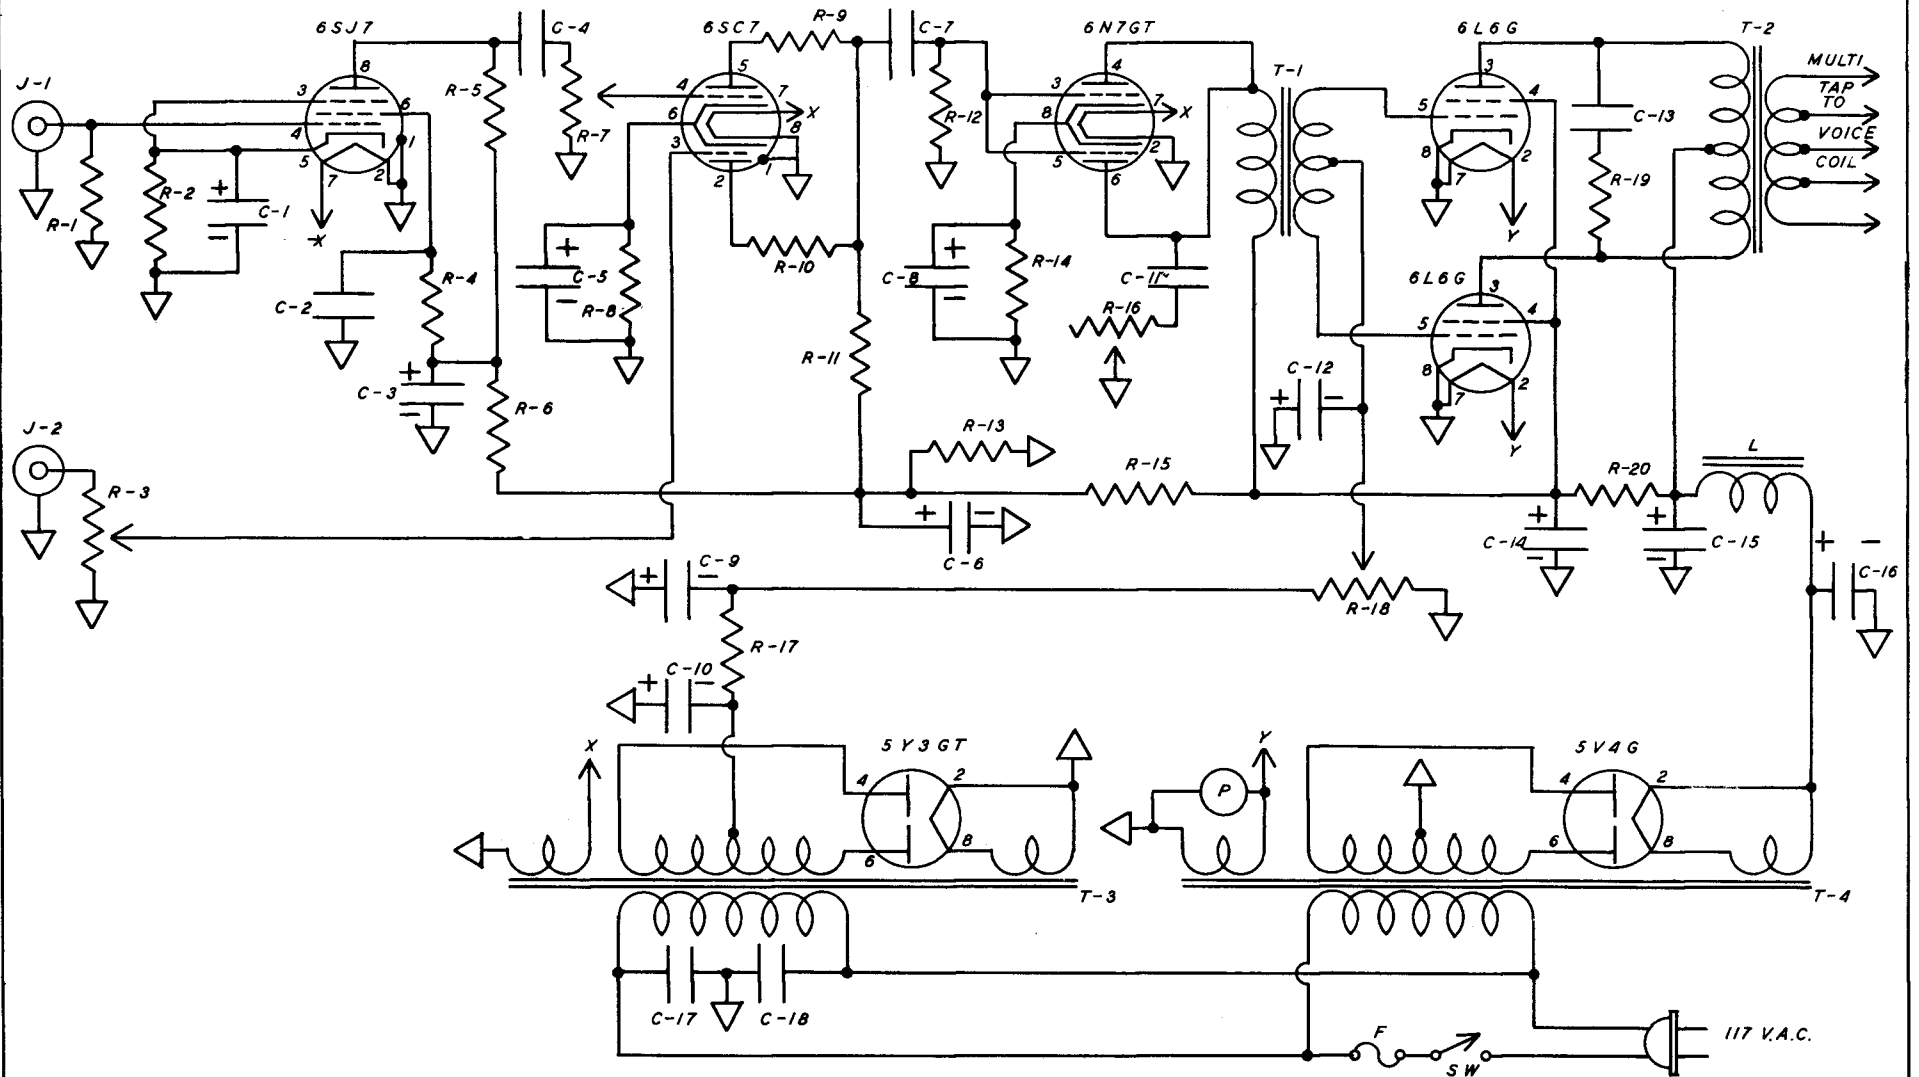 6SJ7
C-4
6SC7
R-9
C-7
6N7GT
6L6G
T-2
J-1
3
8
6
4
1
5
7
2
R-5
R-7
4
5
7
X
6
8
3
1
2
R-12
3
4
7
X
8
2
5
6
T-1
5
3
4
8
7
2
Y
C-13
R-19
MULTI
TAP
TO
VOICE
COIL
R-1
R-2
+
C-1
-
X
C-2
R-4
+
C-3
-
R-6
+
C-5
-
R-8
R-10
R-11
+
C-8
-
R-14
C-11
R-16
6L6G
5
3
4
8
7
2
Y
C-12
+ -
J-2
R-3
R-13
R-15
R-20
L
+ -
C-6
+
C-14
-
+
C-15
-
+ -
C-16
+ C-9 -
R-18
R-17
C-10
+ -
X
5Y3GT
4
2
6
8
P
Y
5V4G
4
2
6
8
T-3
T-4
C-17
C-18
F
SW
117 V.A.C.